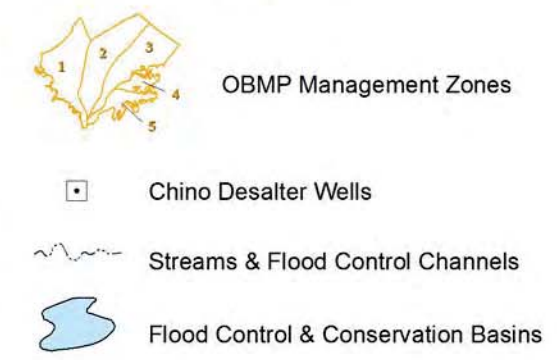 1
2
3
4
5
OBMP Management Zones
Chino Desalter Wells
Streams & Flood Control Channels
Flood Control & Conservation Basins